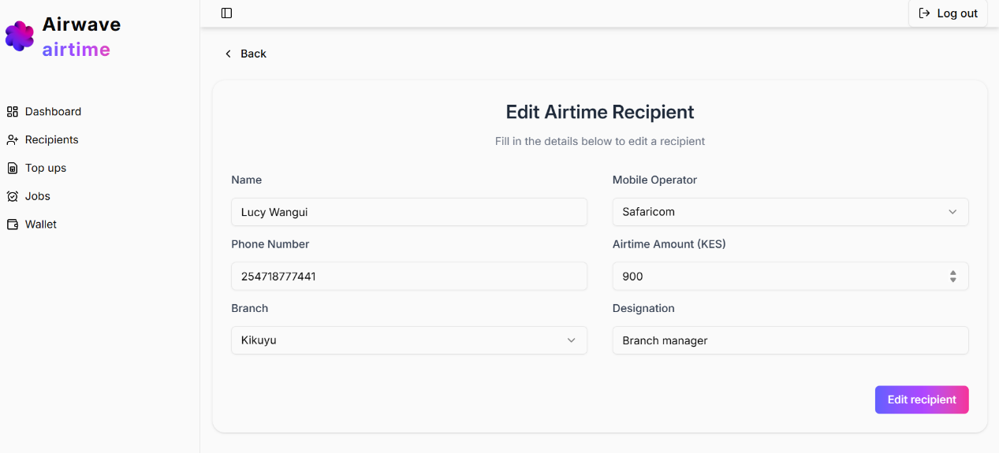 Airwave
airtime
Dashboard
Recipients
Top ups
Jobs
Wallet
Log out
Back
Edit Airtime Recipient
Fill in the details below to edit a recipient
Name
Mobile Operator
Lucy Wangui
Safaricom
Phone Number
Airtime Amount (KES)
254718777441
900
Branch
Designation
Kikuyu
Branch manager
Edit recipient